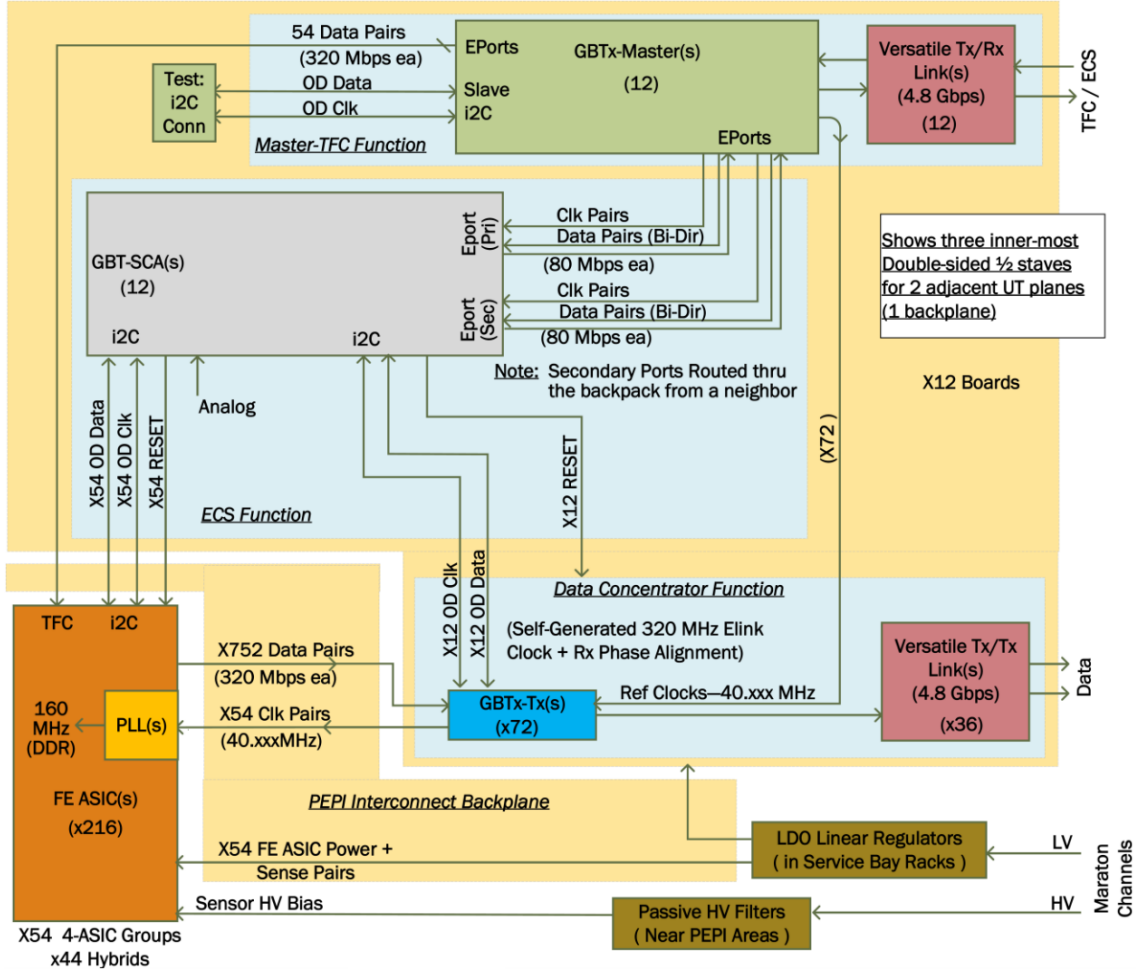 54 Data Pairs
(320 Mbps ea)
EPorts
GBTx-Master(s)
(12)
Versatile Tx/Rx
Link(s)
(4.8 Gbps)
(12)
ECS
TFC / ECS
Test:
i2C
Conn
OD Data
OD Clk
Slave
i2C
Master-TFC Function
EPorts
GBT-SCA(s)
(12)
Eport
(Pri)
Clk Pairs
Data Pairs (Bi-Dir)
(80 Mbps ea)
Eport
(Sec)
Clk Pairs
Data Pairs (Bi-Dir)
(80 Mbps ea)
i2C
i2C
Shows three inner-most
Double-sided ½ staves
for 2 adjacent UT planes
(1 backplane)
Note: Secondary Ports Routed thru
the backpack from a neighbor
X12 Boards
Analog
X54 OD Data
X54 OD Clk
X54 RESET
X12 RESET
(X72 )
ECS Function
X12 OD Clk
X12 OD Data
Data Concentrator Function
(Self-Generated 320 MHz Elink
Clock + Rx Phase Alignment)
TFC
i2C
X752 Data Pairs
(320 Mbps ea)
X54 Clk Pairs
(40.xxxMHz)
160
MHz
(DDR)
PLL(s)
FE ASIC(s)
(x216)
GBTx-Tx(s)
(x72)
Ref Clocks—40.xxx MHz
Versatile Tx/Tx
Link(s)
(4.8 Gbps)
(x36)
Data
PEPI Interconnect Backplane
X54 FE ASIC Power +
Sense Pairs
LDO Linear Regulators
( in Service Bay Racks )
LV
Sensor HV Bias
Passive HV Filters
( Near PEPI Areas )
HV
Maraton
Channels
X54 4-ASIC Groups
x44 Hybrids